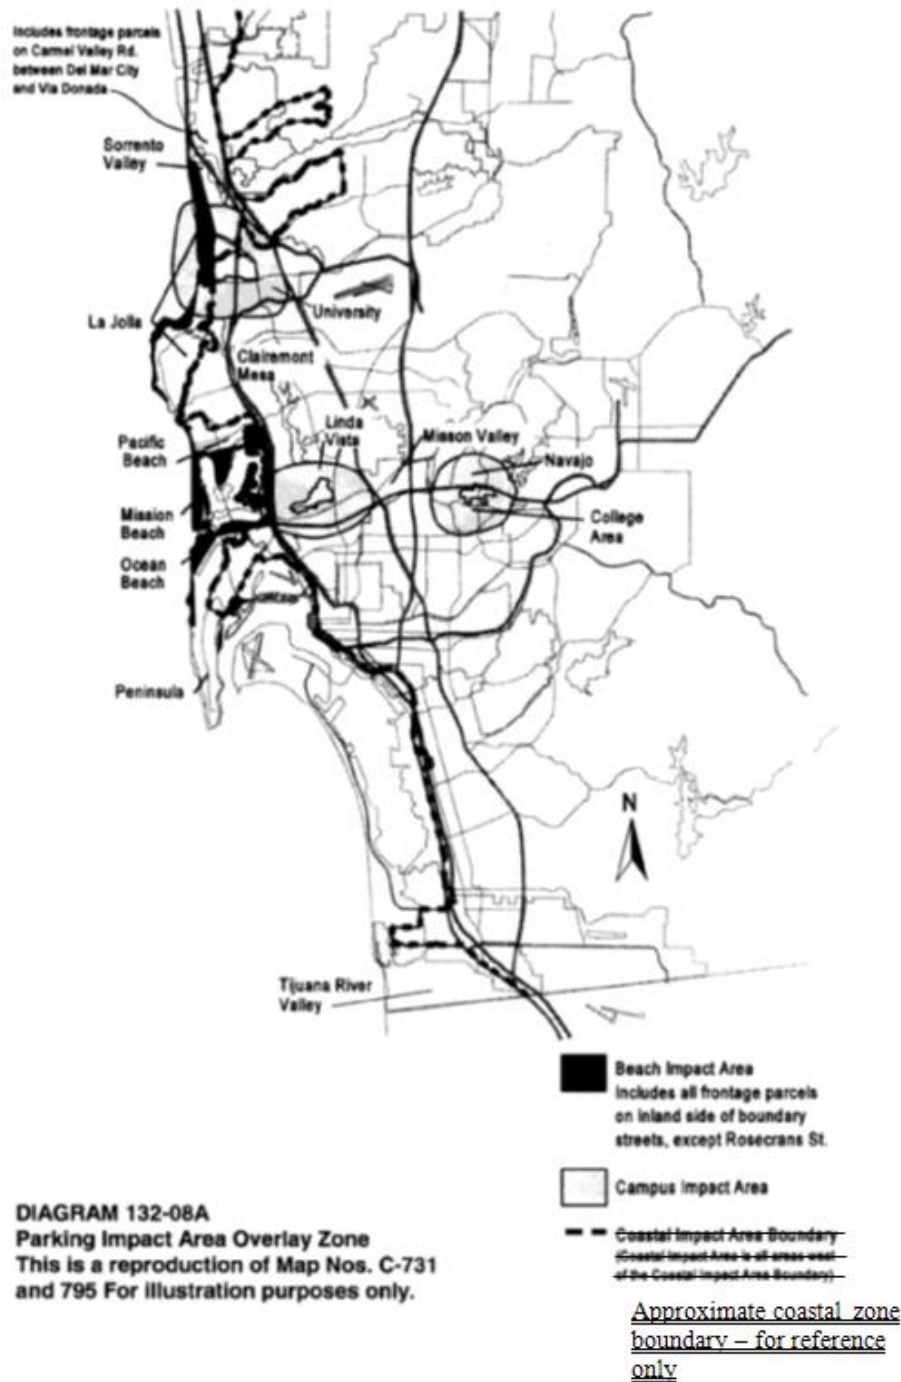 Includes frontage parcels
on Carmel Valley Rd.
between Del Mar City
and Via Donada
Sorrento
Valley
La Jolla
University
Clairemont
Mesa
Linda
Vista
Misson Valley
Navajo
Pacific
Beach
Mission
Beach
College
Area
Ocean
Beach
Peninsula
N
Tijuana River
Valley
Beach Impact Area
Includes all frontage parcels
on inland side of boundary
streets, except Rosecrans St.
Campus Impact Area
Coastal Impact Area Boundary
(Coastal Impact Area is all areas west
of the Coastal Impact Area Boundary)
DIAGRAM 132-08A
Parking Impact Area Overlay Zone
This is a reproduction of Map Nos. C-731
and 795 For illustration purposes only.
Approximate coastal zone
boundary – for reference
only